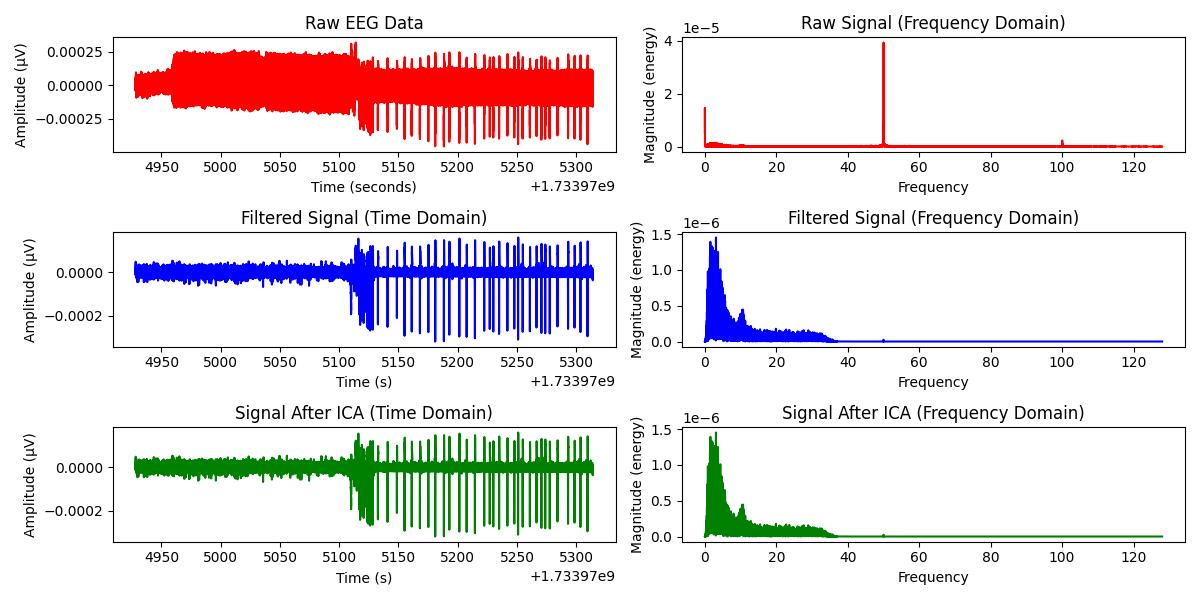 Raw EEG Data
Amplitude (µV)
0.00025
0.00000
−0.00025
4950 5000 5050 5100 5150 5200 5250 5300
Time (seconds)
+1.73397e9
Raw Signal (Frequency Domain)
1e−5
Magnitude (energy)
4
2
0
0 20 40 60 80 100 120
Frequency
Filtered Signal (Time Domain)
Amplitude (µV)
0.0000
−0.0002
4950 5000 5050 5100 5150 5200 5250 5300
Time (s)
+1.73397e9
Filtered Signal (Frequency Domain)
1e−6
Magnitude (energy)
1.5
1.0
0.5
0.0
0 20 40 60 80 100 120
Frequency
Signal After ICA (Time Domain)
Amplitude (µV)
0.0000
−0.0002
4950 5000 5050 5100 5150 5200 5250 5300
Time (s)
+1.73397e9
Signal After ICA (Frequency Domain)
1e−6
Magnitude (energy)
1.5
1.0
0.5
0.0
0 20 40 60 80 100 120
Frequency